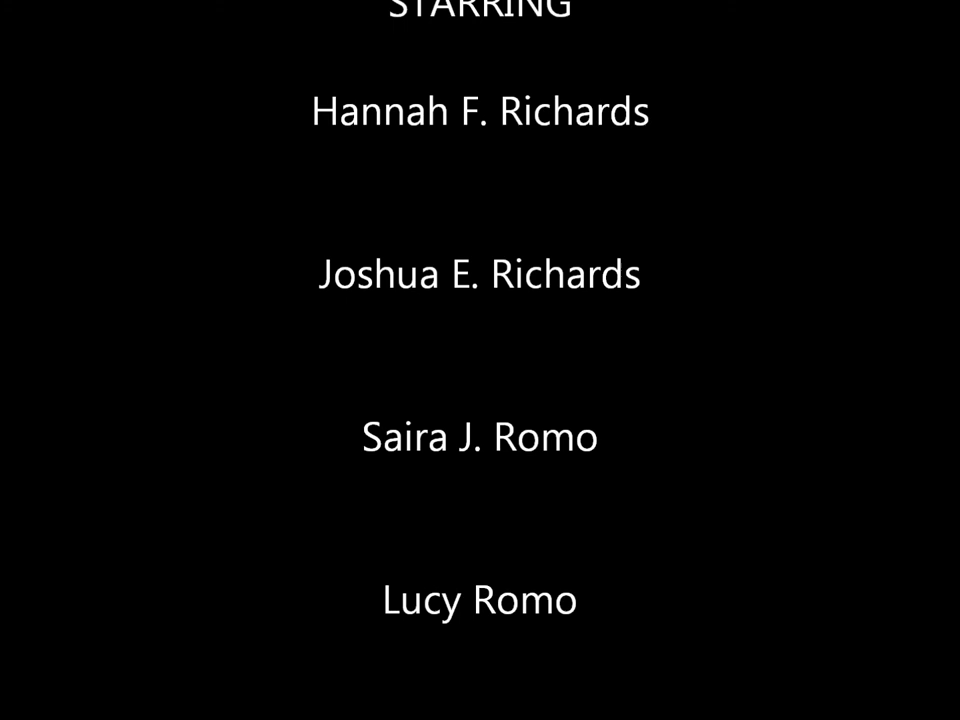 STARRING
Hannah F. Richards
Joshua E. Richards
Saira J. Romo
Lucy Romo